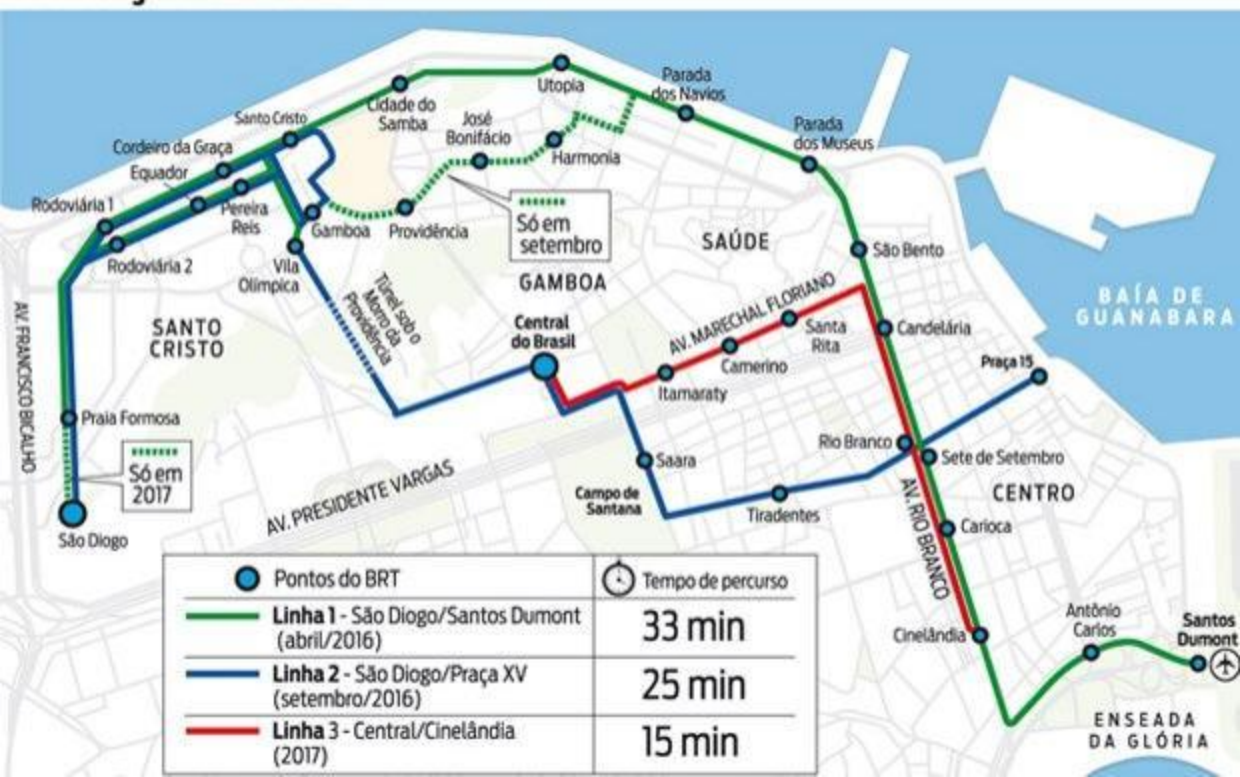 Utopia
Parada
dos Navios
Cidade do
Samba
Santo Cristo
José
Bonifácio
Harmonia
Parada
dos Museus
Cordeiro da Graça
Equador
Rodoviária 1
Pereira
Reis
Gamboa
Providência
Só em
setembro
SAÚDE
São Bento
Rodoviária 2
Vila
Olímpica
GAMBOA
Túnel sob o
Morro da
Providência
BAÍA DE
GUANABARA
SANTO
CRISTO
Central
do Brasil
AV. MARECHAL FLORIANO
Santa
Rita
Candelária
Camerino
Praça 15
Itamaraty
AV. FRANCISCO BICALHO
Praia Formosa
Só em
2017
Rio Branco
Sete de Setembro
Saara
AV. PRESIDENTE VARGAS
Campo de
Santana
Tiradentes
CENTRO
AV. RIO BRANCO
Carioca
São Diogo
Pontos do BRT
Tempo de percurso
Linha 1 - São Diogo/Santos Dumont
(abril/2016)
33 min
Linha 2 - São Diogo/Praça XV
(setembro/2016)
25 min
Linha 3 - Central/Cinelândia
(2017)
15 min
Cinelândia
Antônio
Carlos
Santos
Dumont
ENSEADA
DA GLÓRIA